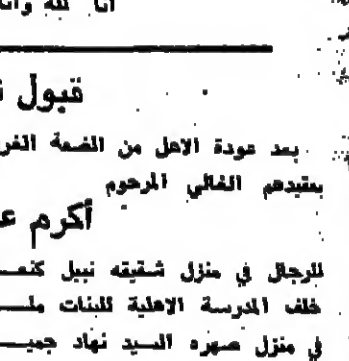 انا لله وانا
قبول
بعد عودة الاهل من الضفة الغر
بفقيدهم الغالي المرحوم
أكرم
للرجال في منزل شقيقه نبيل كنعـ
خلف المدرسة الاهلية للبنات
في منزل صهره السيد نهاد جميـ